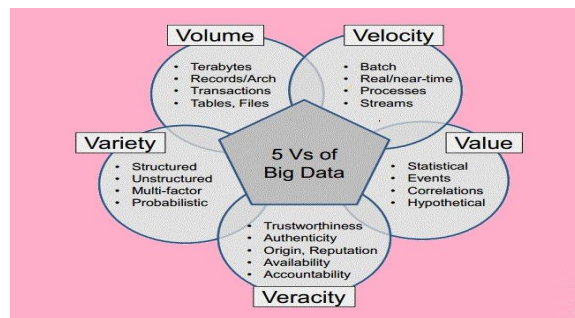 Volume
• Terabytes
• Records/Arch
• Transactions
• Tables, Files
Velocity
• Batch
• Real/near-time
• Processes
• Streams
Variety
• Structured
• Unstructured
• Multi-factor
• Probabilistic
5 Vs of
Big Data
Value
• Statistical
• Events
• Correlations
• Hypothetical
• Trustworthiness
• Authenticity
• Origin, Reputation
• Availability
• Accountability
Veracity